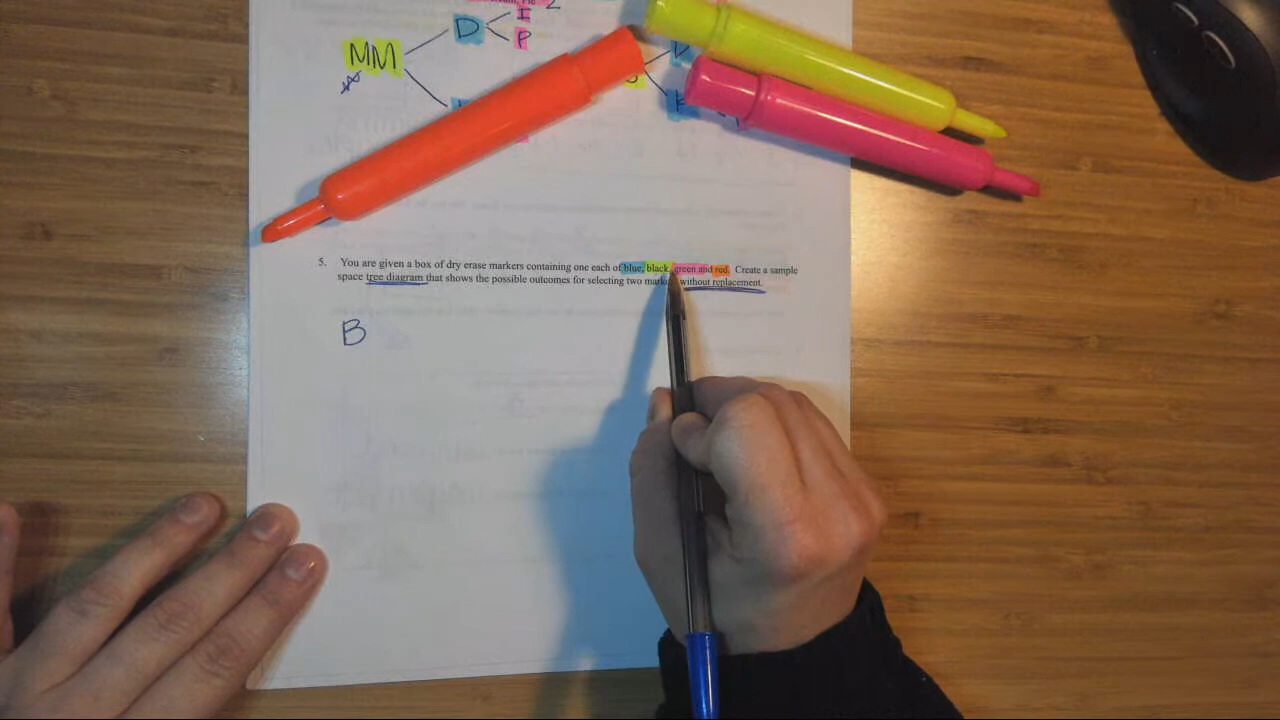 I
2
D
P
MM
D
5. You are given a box of dry erase markers containing one each of blue, black, green and red. Create a sample
space tree diagram that shows the possible outcomes for selecting two without replacement.
B